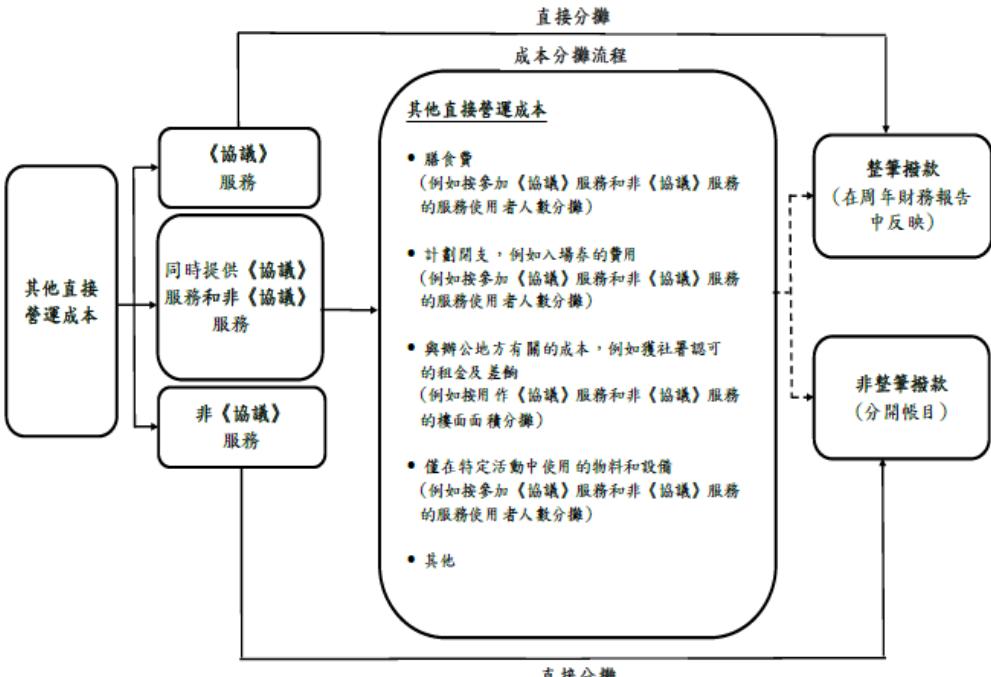 直接分攤
成本分攤流程
其他直接
營運成本
《協議》
服務
同時提供《協議》
服務和非《協議》
服務
非《協議》
服務
其他直接營運成本
• 膳食費
(例如按參加《協議》服務和非《協議》服務
的服務使用者人數分攤)
• 計劃開支，例如入場券的費用
(例如按參加《協議》服務和非《協議》服務
的服務使用者人數分攤)
• 與辦公地方有關的成本，例如獲社署認可
的租金及差餉
(例如按用作《協議》服務和非《協議》服務
的樓面面積分攤)
• 僅在特定活動中使用的物料和設備
(例如按參加《協議》服務和非《協議》服務
的服務使用者人數分攤)
• 其他
整筆撥款
(在周年財務報告
中反映)
非整筆撥款
(分開帳目)
直接分攤